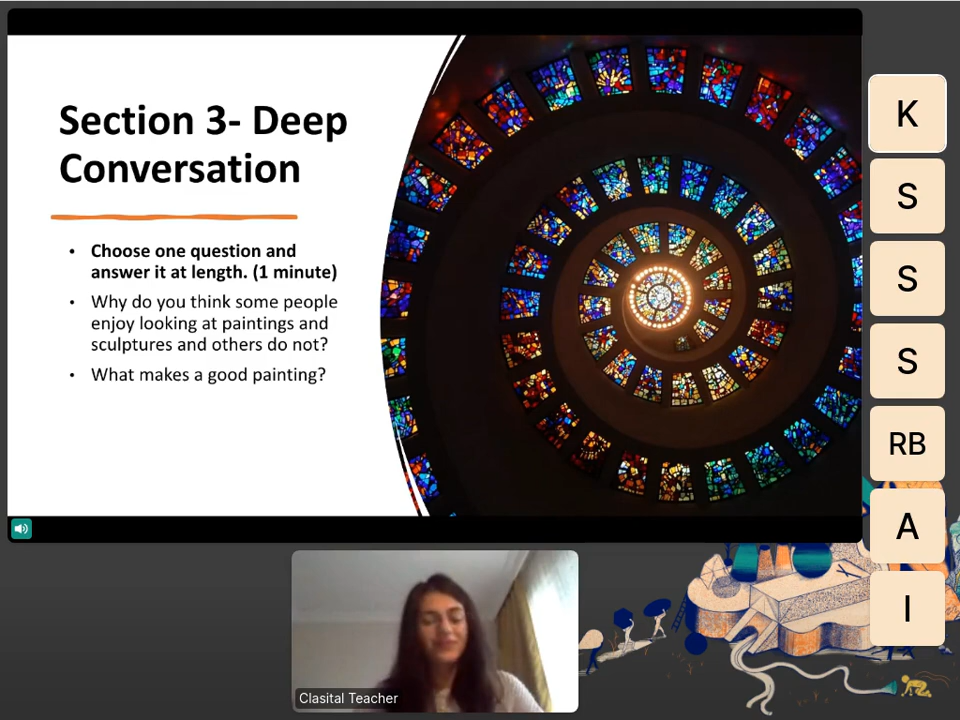 Section 3- Deep
Conversation
• Choose one question and
answer it at length. (1 minute)
• Why do you think some people
enjoy looking at paintings and
sculptures and others do not?
• What makes a good painting?
K
S
S
S
RB
A
I
Clasital Teacher